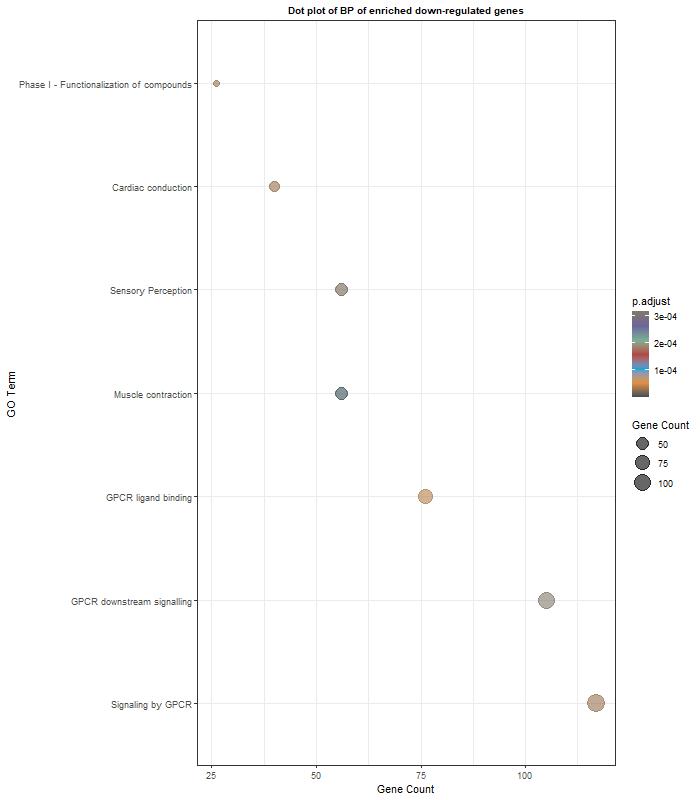 Dot plot of BP of enriched down-regulated genes
Phase I - Functionalization of compounds
Cardiac conduction
Sensory Perception
Muscle contraction
GPCR ligand binding
GPCR downstream signalling
Signaling by GPCR
GO Term
25 50 75 100
Gene Count
p.adjust
3e-04
2e-04
1e-04
Gene Count
50
75
100